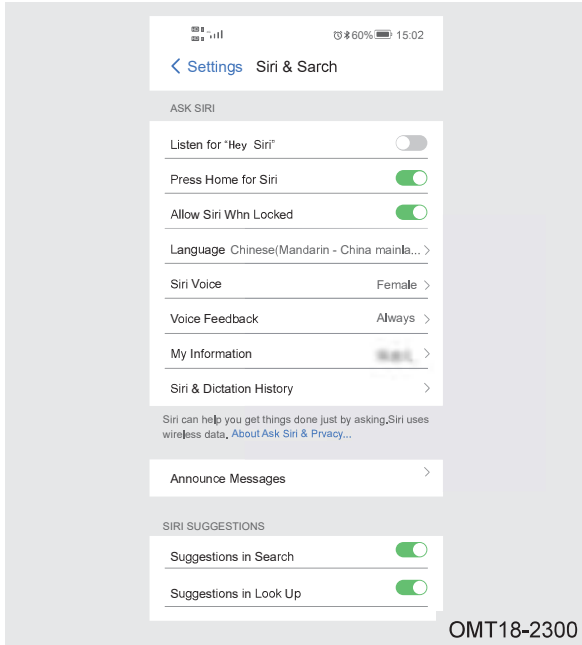 60% 15:02
Settings Siri & Sarch
ASK SIRI
Listen for "Hey Siri"
Press Home for Siri
Allow Siri Whn Locked
Language Chinese(Mandarin - China mainla...
Siri Voice Female
Voice Feedback Always
My Information
Siri & Dictation History
Siri can help you get things done just by asking.Siri uses
wireless data. About Ask Siri & Prvacy...
Announce Messages
SIRI SUGGESTIONS
Suggestions in Search
Suggestions in Look Up
OMT18-2300